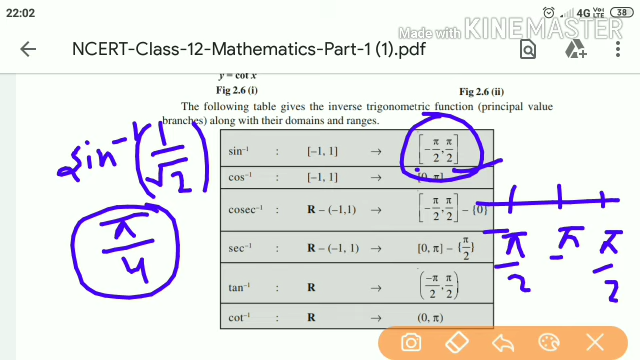 22:02 4G VoLTE 38
Made with KINEMASTER
NCERT-Class-12-Mathematics-Part-1 (1).pdf
y = cot x
Fig 2.6 (i) Fig 2.6 (ii)
The following table gives the inverse trigonometric function (principal value
branches) along with their domains and ranges.
sin⁻¹ : [–1, 1] → [–π/2, π/2]
cos⁻¹ : [–1, 1] → [0, π]
cosec⁻¹ : R – (–1,1) → [–π/2, π/2] – {0}
sec⁻¹ : R – (–1, 1) → [0, π] – {π/2}
tan⁻¹ : R → (–π/2, π/2)
cot⁻¹ : R → (0, π)
sin⁻¹(1/√2)
π/4
–π/2 π π/2